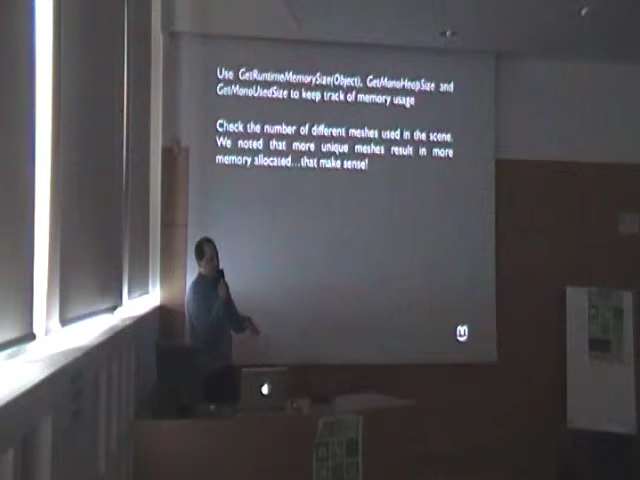 Use GetRuntimeMemorySize(Object), GetMonoHeapSize and
GetMonoUsedSize to keep track of memory usage
Check the number of different meshes used in the scene.
We noted that more unique meshes result in more
memory allocated...that make sense!